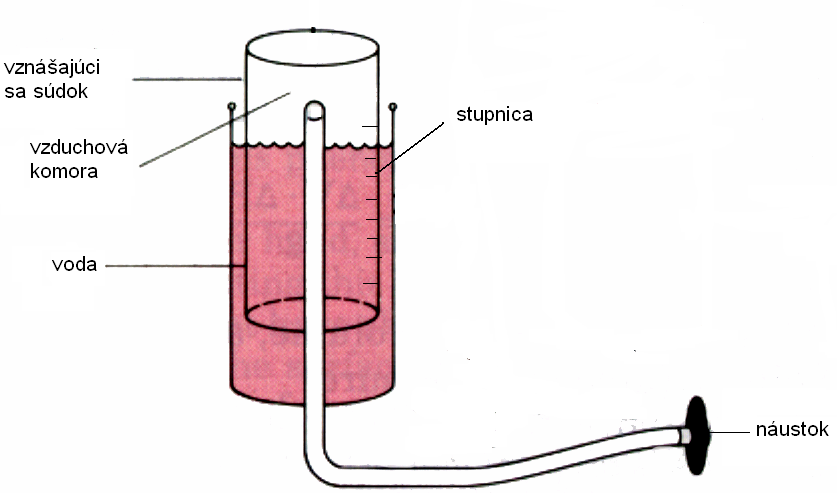 vznášajúci
sa súdok
stupnica
vzduchová
komora
voda
náustok